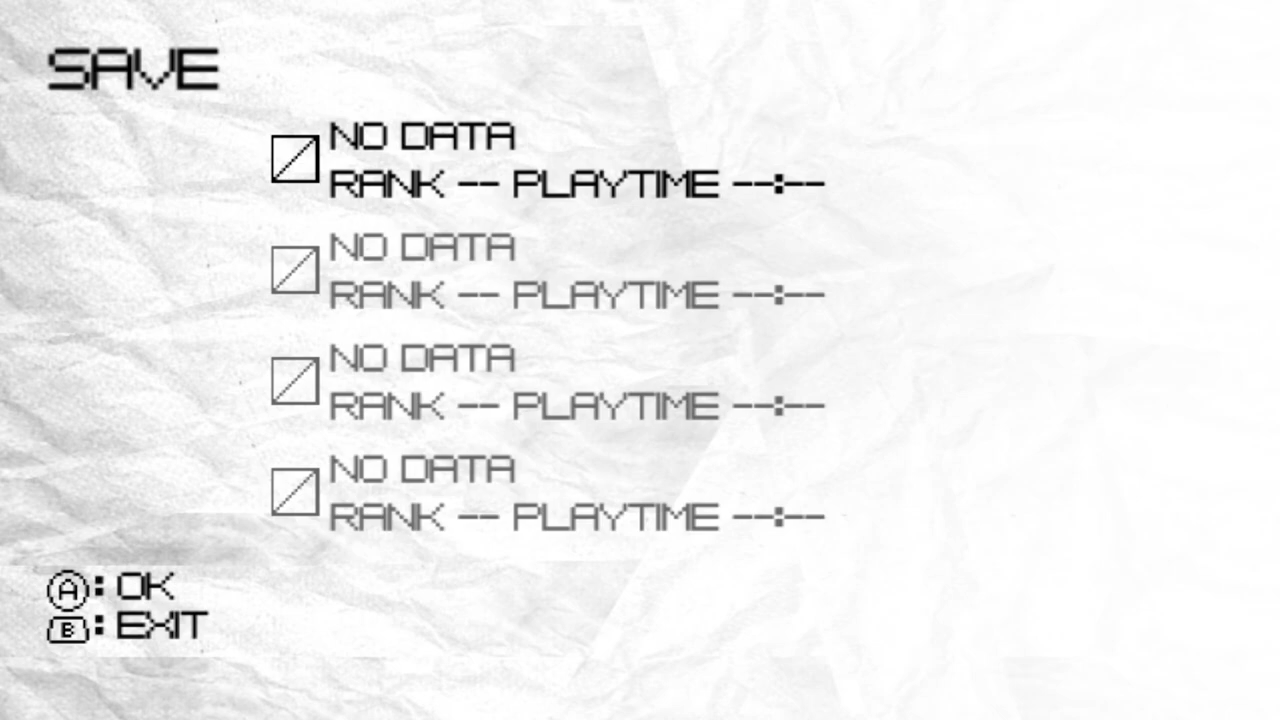 SAVE
NO DATA
RANK -- PLAYTIME --:--
NO DATA
RANK -- PLAYTIME --:--
NO DATA
RANK -- PLAYTIME --:--
NO DATA
RANK -- PLAYTIME --:--
A: OK
B: EXIT